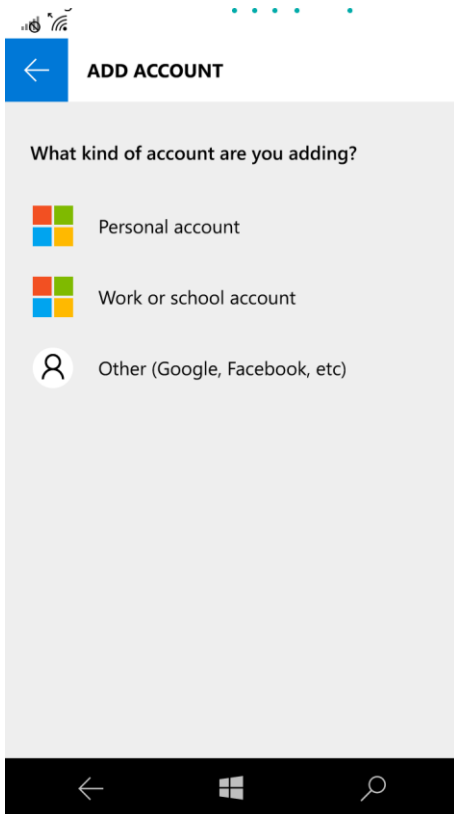 ADD ACCOUNT
What kind of account are you adding?
Personal account
Work or school account
Other (Google, Facebook, etc)